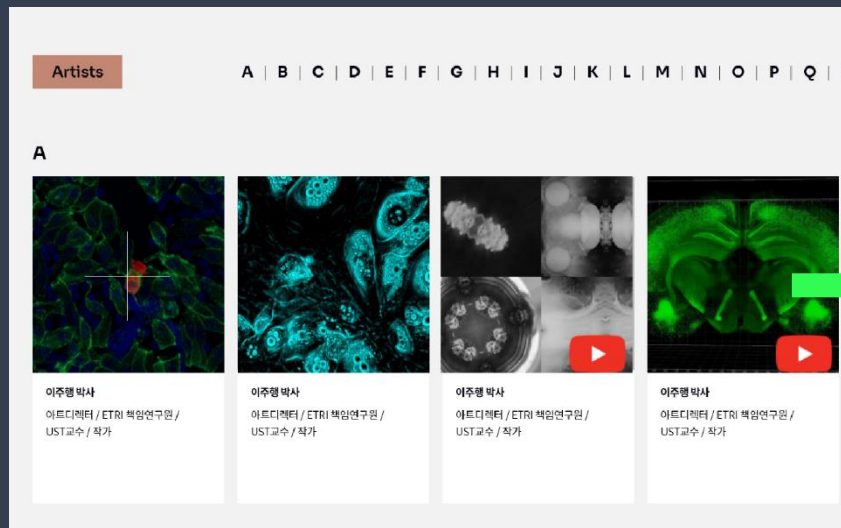 Artists
A | B | C | D | E | F | G | H | I | J | K | L | M | N | O | P | Q |
A
이주행 박사
아트디렉터 / ETRI 책임연구원 /
UST교수 / 작가
이주행 박사
아트디렉터 / ETRI 책임연구원 /
UST교수 / 작가
이주행 박사
아트디렉터 / ETRI 책임연구원 /
UST교수 / 작가
이주행 박사
아트디렉터 / ETRI 책임연구원 /
UST교수 / 작가